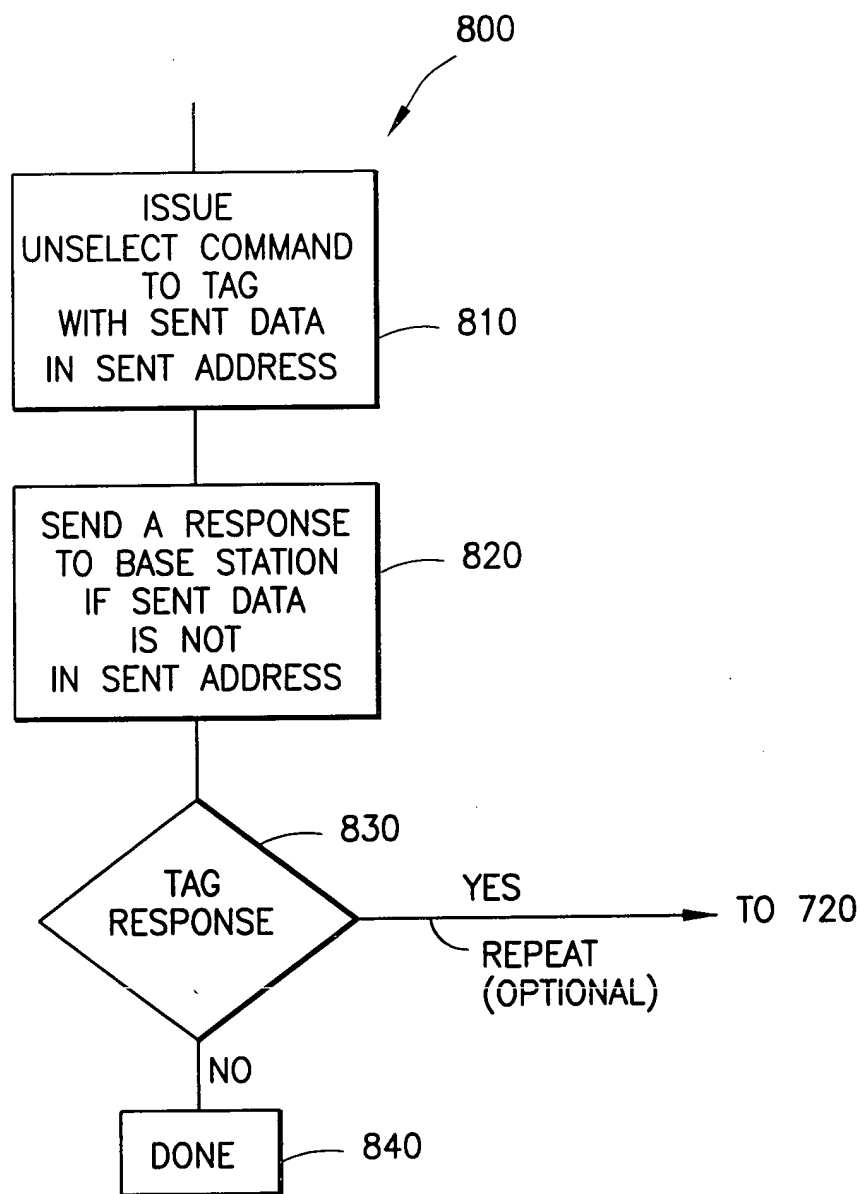 800
ISSUE
UNSELECT COMMAND
TO TAG
WITH SENT DATA
IN SENT ADDRESS
810
SEND A RESPONSE
TO BASE STATION
IF SENT DATA
IS NOT
IN SENT ADDRESS
820
830
TAG
RESPONSE
YES
TO 720
REPEAT
(OPTIONAL)
NO
DONE
840